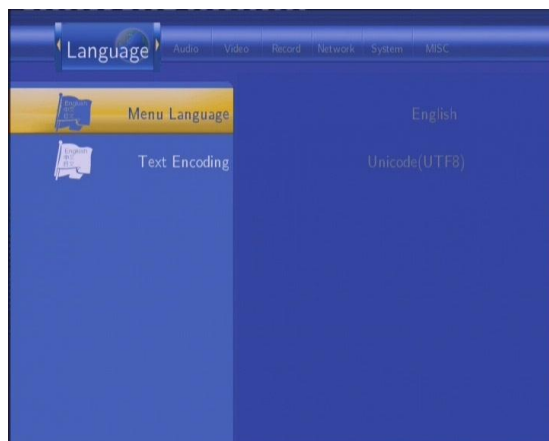 Language Audio Video Record Network System MISC
Menu Language English
Text Encoding Unicode(UTF8)